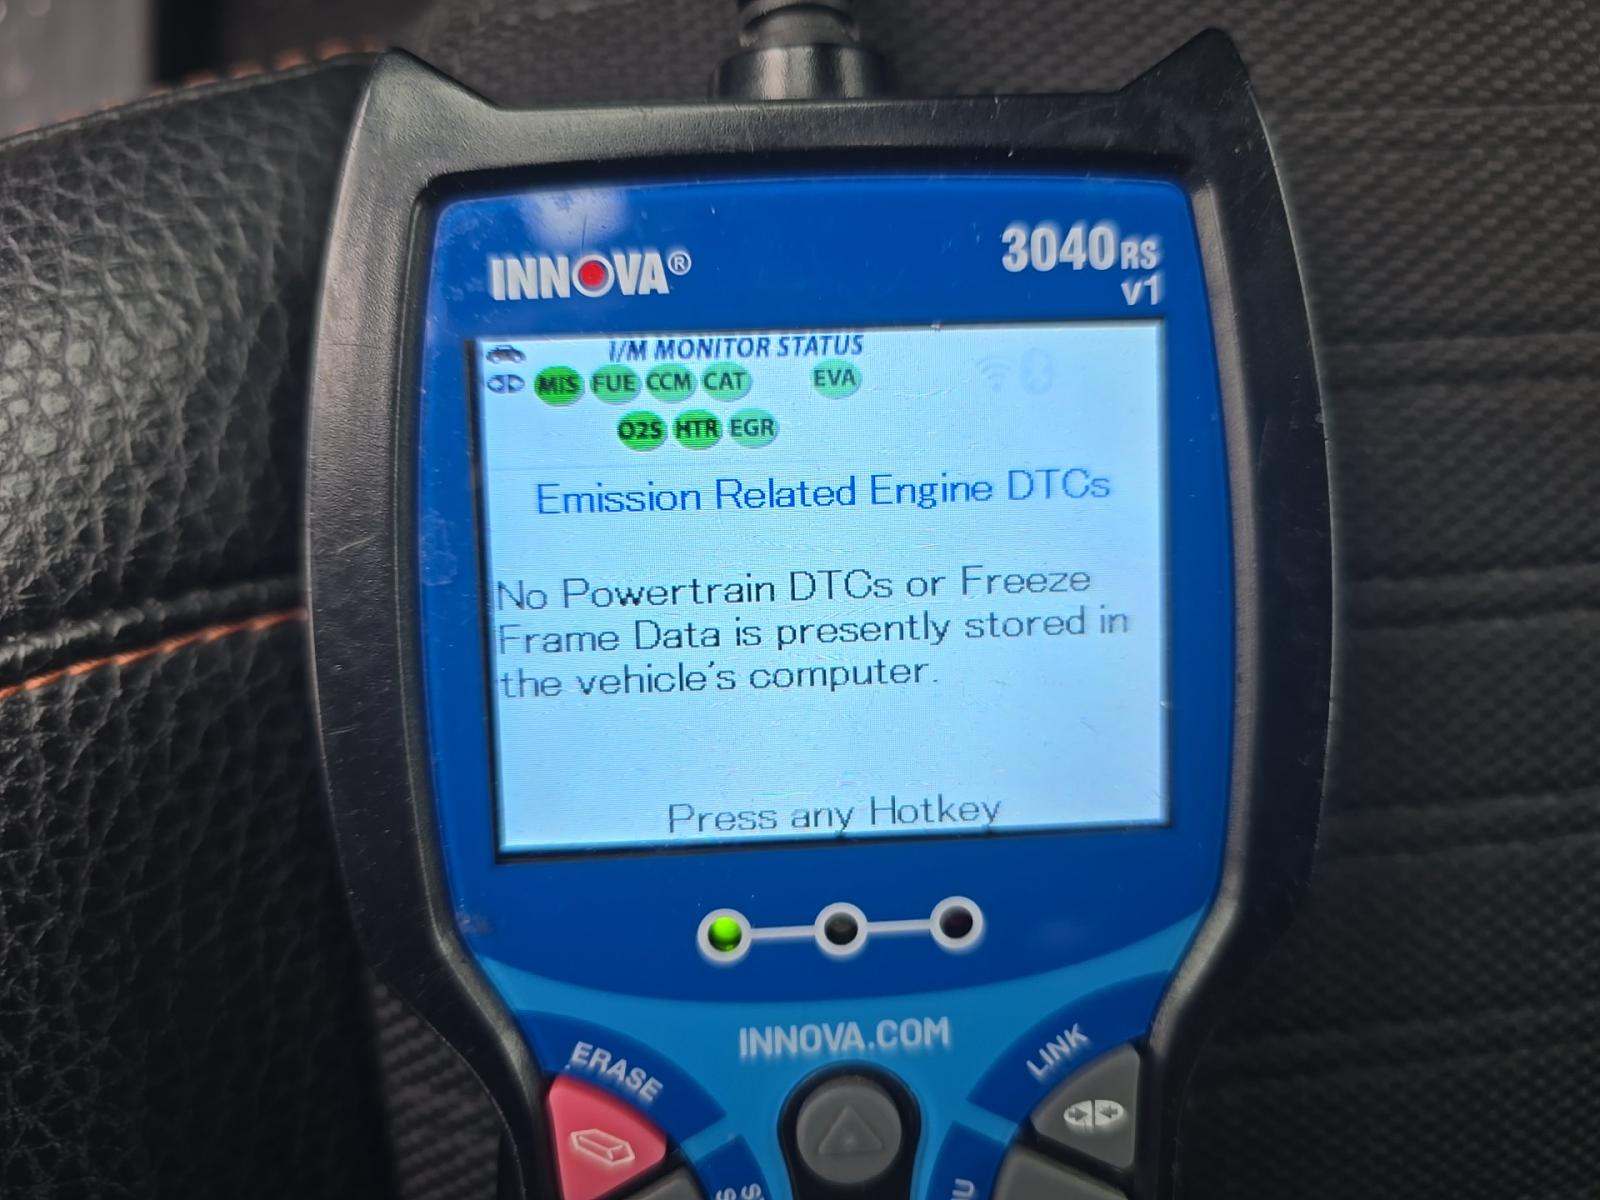 INNOVA®
3040RS
v1
I/M MONITOR STATUS
MIS FUE CCM CAT EVA
O2S HTR EGR
Emission Related Engine DTCs
No Powertrain DTCs or Freeze
Frame Data is presently stored in
the vehicle's computer.
Press any Hotkey
INNOVA.COM
ERASE
LINK